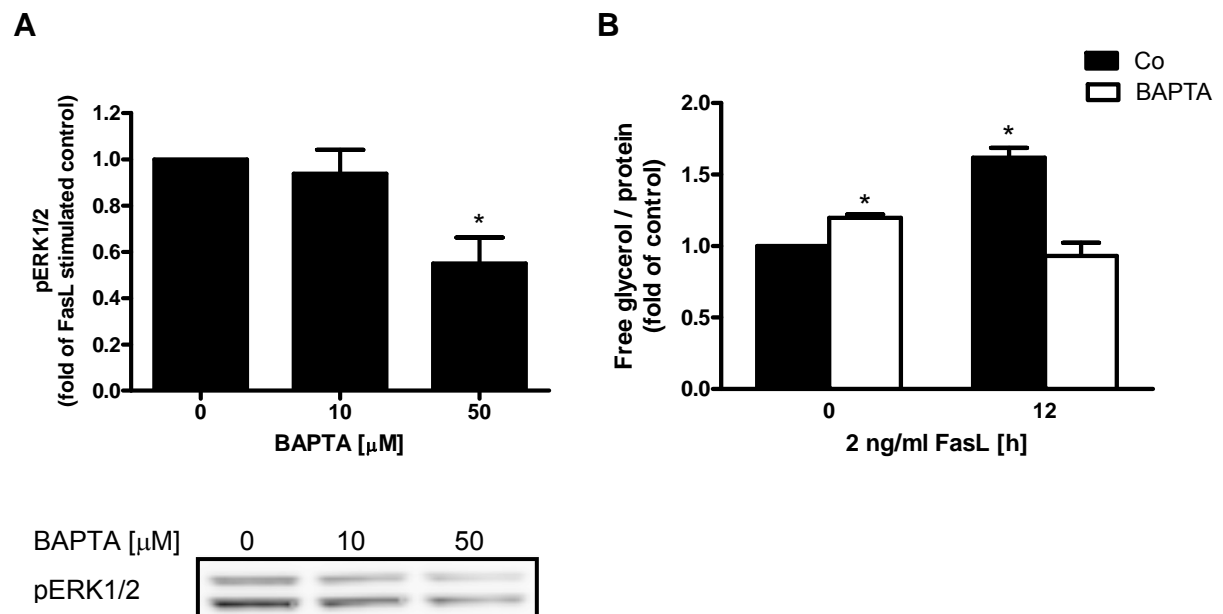 A
pERK1/2
(fold of FasL stimulated control)
1.2
1.0
0.8
0.6
0.4
0.2
0.0
*
0 10 50
BAPTA [μM]
BAPTA [μM] 0 10 50
pERK1/2
B
Co
BAPTA
Free glycerol / protein
(fold of control)
2.0
1.5
1.0
0.5
0.0
*
*
0 12
2 ng/ml FasL [h]